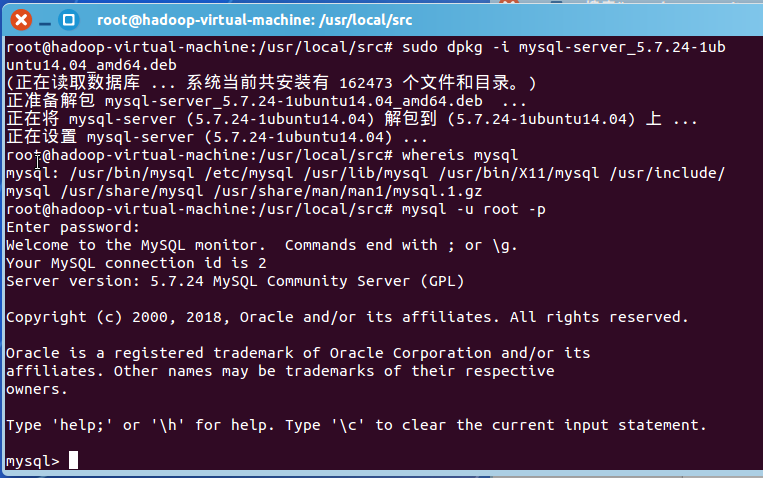 root@hadoop-virtual-machine: /usr/local/src
root@hadoop-virtual-machine:/usr/local/src# sudo dpkg -i mysql-server_5.7.24-1ub
untu14.04_amd64.deb
(正在读取数据库 ... 系统当前共安装有 162473 个文件和目录。)
正准备解包 mysql-server_5.7.24-1ubuntu14.04_amd64.deb  ...
正在将 mysql-server (5.7.24-1ubuntu14.04) 解包到 (5.7.24-1ubuntu14.04) 上 ...
正在设置 mysql-server (5.7.24-1ubuntu14.04) ...
root@hadoop-virtual-machine:/usr/local/src# whereis mysql
mysql: /usr/bin/mysql /etc/mysql /usr/lib/mysql /usr/bin/X11/mysql /usr/include/
mysql /usr/share/mysql /usr/share/man/man1/mysql.1.gz
root@hadoop-virtual-machine:/usr/local/src# mysql -u root -p
Enter password:
Welcome to the MySQL monitor.  Commands end with ; or \g.
Your MySQL connection id is 2
Server version: 5.7.24 MySQL Community Server (GPL)
Copyright (c) 2000, 2018, Oracle and/or its affiliates. All rights reserved.
Oracle is a registered trademark of Oracle Corporation and/or its
affiliates. Other names may be trademarks of their respective
owners.
Type 'help;' or '\h' for help. Type '\c' to clear the current input statement.
mysql>